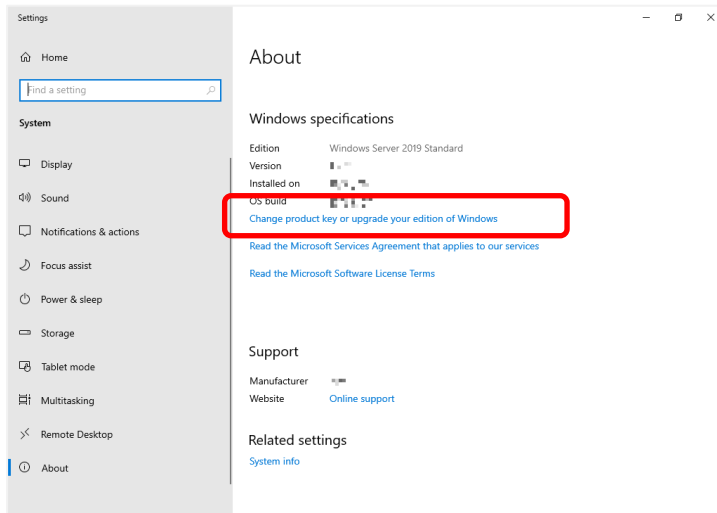 Settings
Home
Find a setting
System
Display
Sound
Notifications & actions
Focus assist
Power & sleep
Storage
Tablet mode
Multitasking
Remote Desktop
About
About
Windows specifications
Edition Windows Server 2019 Standard
Version
Installed on
OS build
Change product key or upgrade your edition of Windows
Read the Microsoft Services Agreement that applies to our services
Read the Microsoft Software License Terms
Support
Manufacturer
Website Online support
Related settings
System info